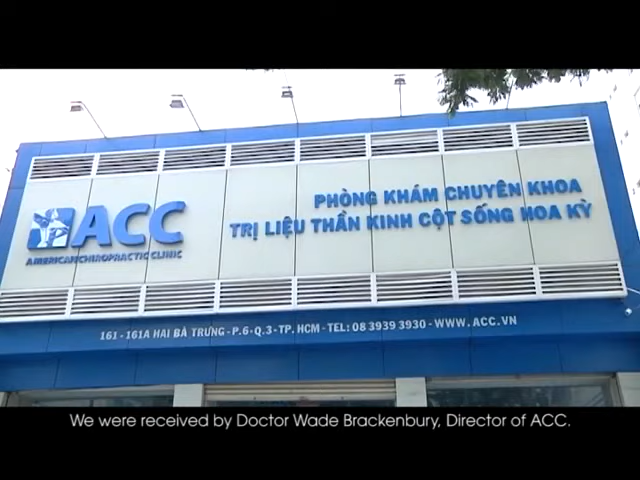 PHÒNG KHÁM CHUYÊN KHOA
TRỊ LIỆU THẦN KINH CỘT SỐNG HOA KỲ
ACC
AMERICAN CHIROPRACTIC CLINIC
161 - 161A HAI BÀ TRƯNG - P.6 - Q.3 - TP. HCM - TEL: 08 3939 3930 - WWW.ACC.VN
We were received by Doctor Wade Brackenbury, Director of ACC.